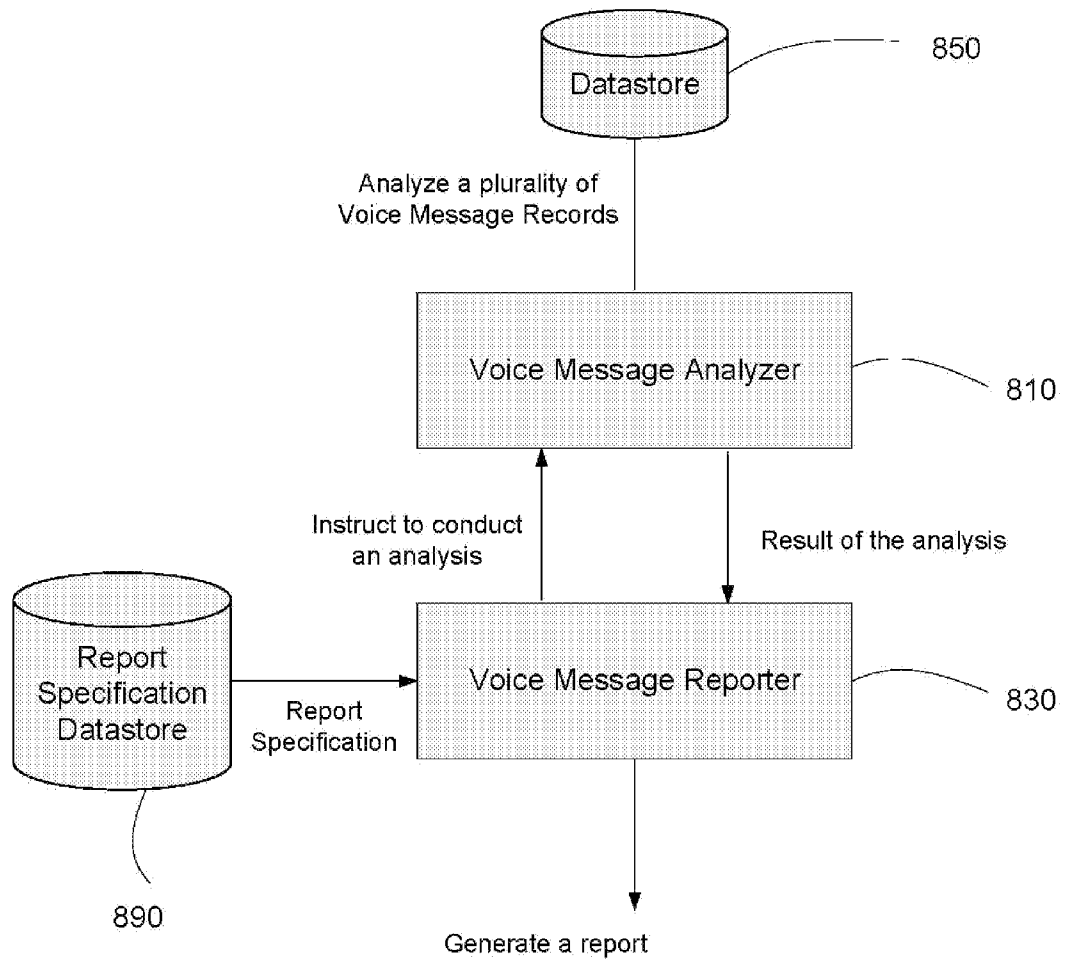 Datastore
850
Analyze a plurality of
Voice Message Records
Voice Message Analyzer
810
Instruct to conduct
an analysis
Result of the analysis
Report
Specification
Datastore
Report
Specification
Voice Message Reporter
830
890
Generate a report